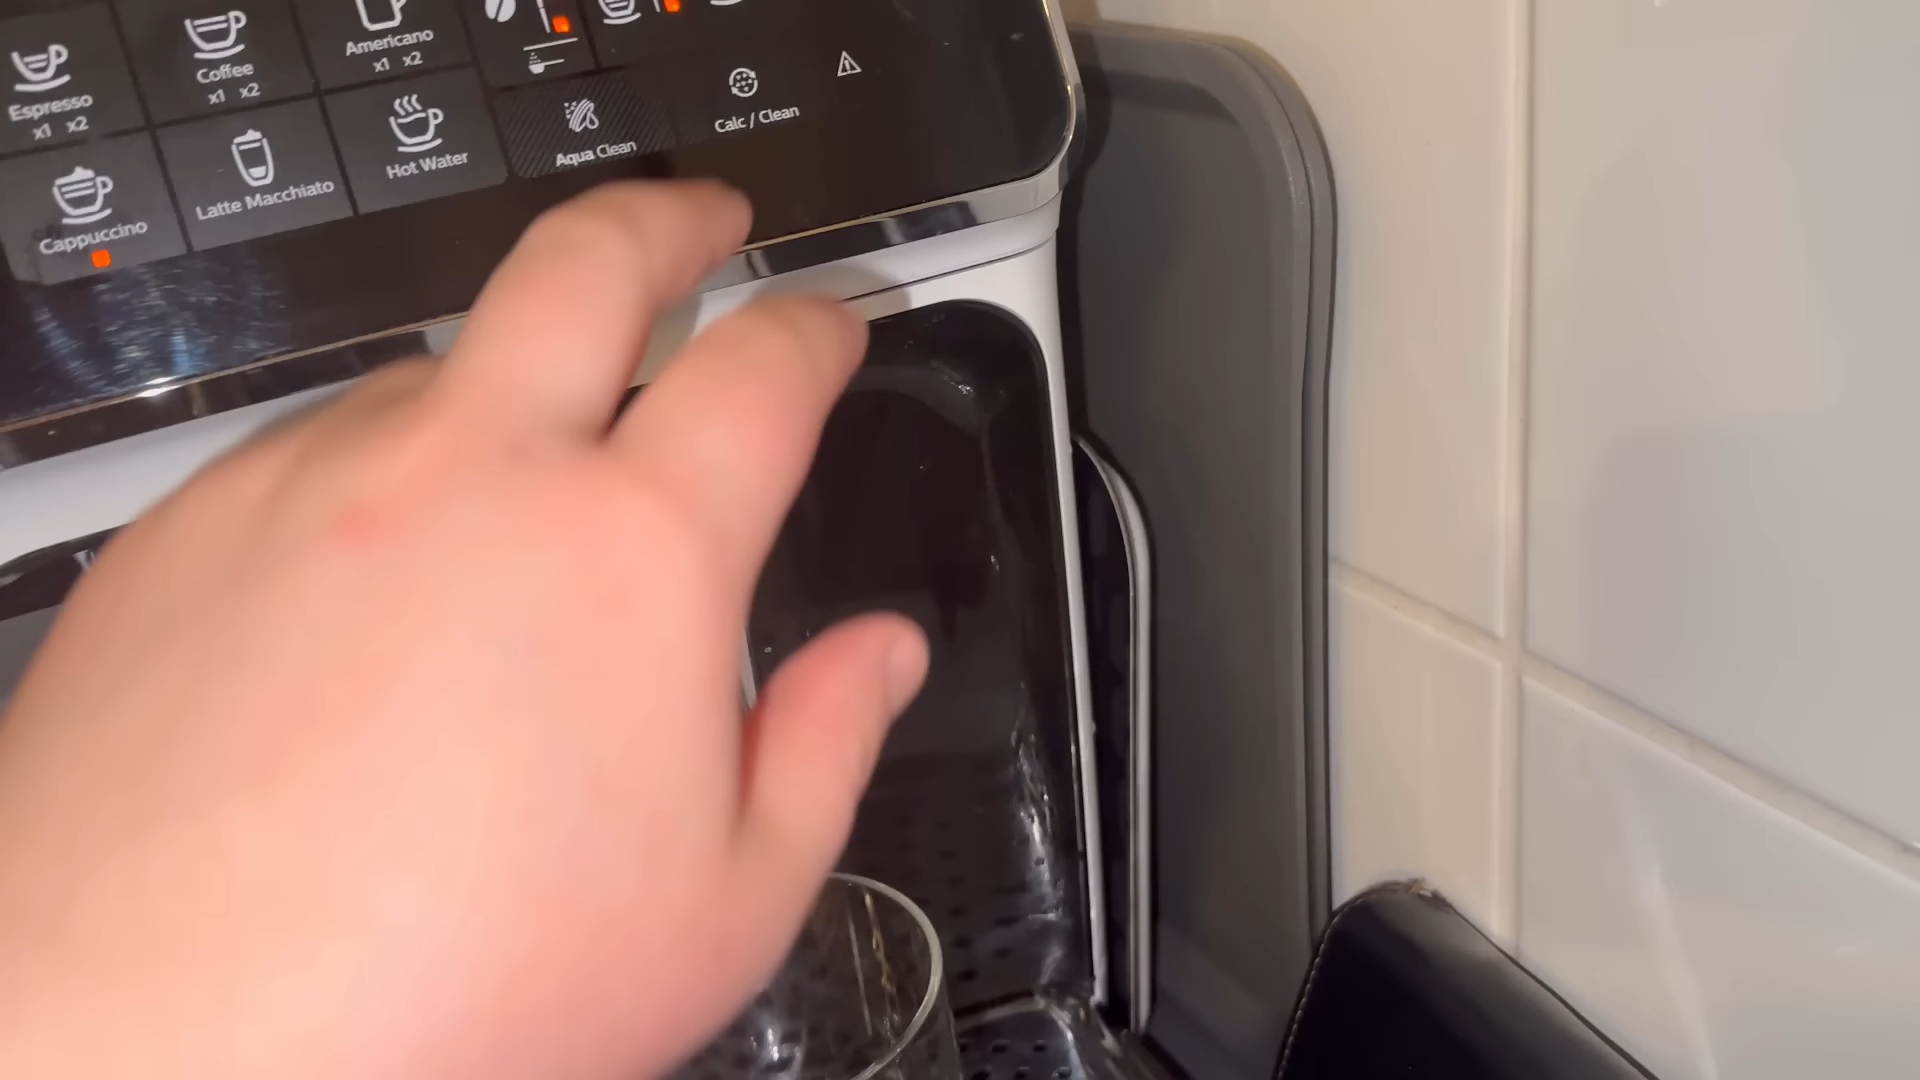 Espresso
x1 x2
Coffee
x1 x2
Americano
x1 x2
Cappuccino
Latte Macchiato
Hot Water
Aqua Clean
Calc / Clean